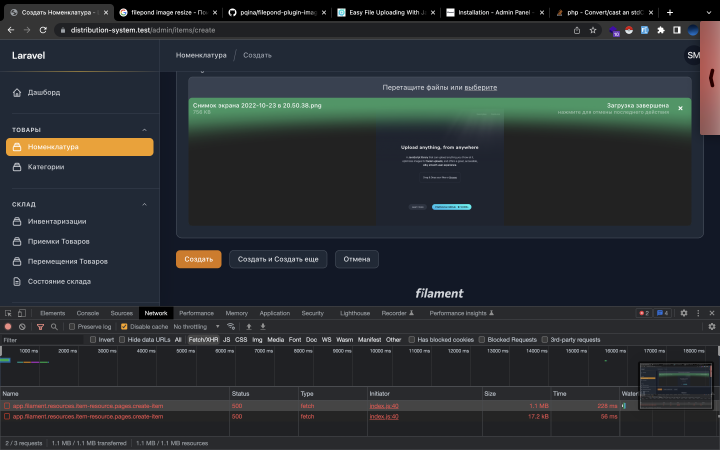 Создать Номенклатура -
filepond image resize - По
pqina/filepond-plugin-imag
Easy File Uploading With Ja
Installation - Admin Panel -
php - Convert/cast an stdC
distribution-system.test/admin/items/create
Laravel
Номенклатура / Создать
SM
Дашборд
Перетащите файлы или выберите
Снимок экрана 2022-10-23 в 20.50.38.png
756 KB
Загрузка завершена
нажмите для отмены последнего действия
ТОВАРЫ
Номенклатура
Категории
Upload anything, from anywhere
СКЛАД
Инвентаризации
Приемки Товаров
Перемещения Товаров
Состояние склада
Создать
Создать и Создать еще
Отмена
filament
Elements Console Sources Network Performance Memory Application Security Lighthouse Recorder Performance insights 2 4
Preserve log Disable cache No throttling
Filter Invert Hide data URLs All Fetch/XHR JS CSS Img Media Font Doc WS Wasm Manifest Other Has blocked cookies Blocked Requests 3rd-party requests
1000 ms 2000 ms 3000 ms 4000 ms 5000 ms 6000 ms 7000 ms 8000 ms 9000 ms 10000 ms 11000 ms 12000 ms 13000 ms 14000 ms 15000 ms 16000 ms 17000 ms 18000 ms
Name Status Type Initiator Size Time Water
app.filament.resources.item-resource.pages.create-item 500 fetch index.js:40 1.1 MB 228 ms
app.filament.resources.item-resource.pages.create-item 500 fetch index.js:40 17.2 kB 56 ms
2 / 3 requests 1.1 MB / 1.1 MB transferred 1.1 MB / 1.1 MB resources